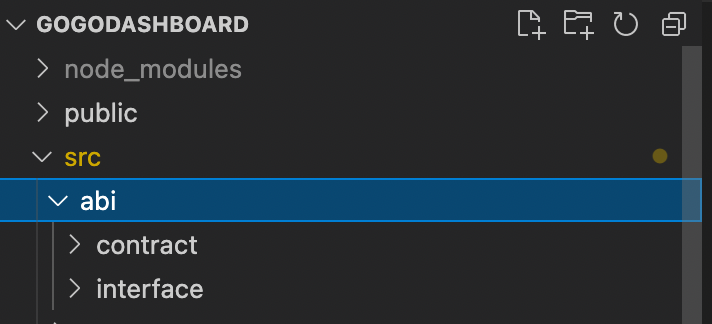 GOGODASHBOARD
node_modules
public
src
abi
contract
interface